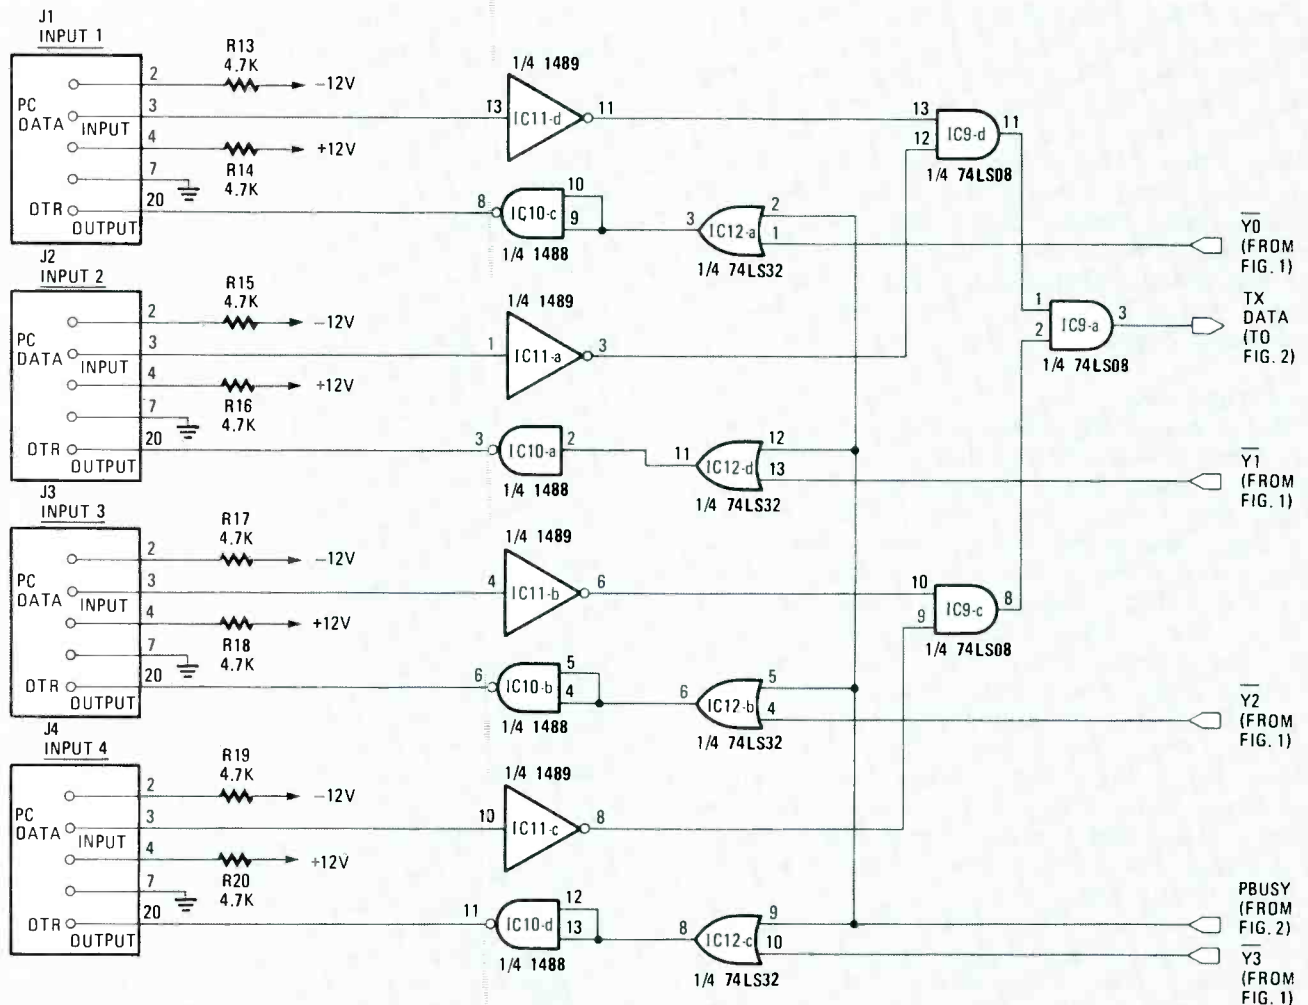 J1
INPUT 1
PC
DATA
INPUT
DTR
OUTPUT
2
3
4
7
20
R13
4.7K
−12V
+12V
R14
4.7K
1/4 1489
13
IC11-d
11
8
IC10-c
10
9
1/4 1488
3
IC12-a
2
1
1/4 74LS32
13
12
IC9-d
11
1/4 74LS08
Y0
(FROM
FIG. 1)
J2
INPUT 2
PC
DATA
INPUT
DTR
OUTPUT
2
3
4
7
20
R15
4.7K
−12V
+12V
R16
4.7K
1/4 1489
1
IC11-a
3
3
IC10-a
2
1/4 1488
11
IC12-d
12
13
1/4 74LS32
1
2
IC9-a
3
1/4 74LS08
TX
DATA
(TO
FIG. 2)
Y1
(FROM
FIG. 1)
J3
INPUT 3
PC
DATA
INPUT
DTR
OUTPUT
2
3
4
7
20
R17
4.7K
−12V
+12V
R18
4.7K
1/4 1489
4
IC11-b
6
6
IC10-b
5
4
1/4 1488
6
IC12-b
5
4
1/4 74LS32
10
9
IC9-c
8
1/4 74LS08
Y2
(FROM
FIG. 1)
J4
INPUT 4
PC
DATA
INPUT
DTR
OUTPUT
2
3
4
7
20
R19
4.7K
−12V
+12V
R20
4.7K
1/4 1489
10
IC11-c
8
11
IC10-d
12
13
1/4 1488
8
IC12-c
9
10
1/4 74LS32
PBUSY
(FROM
FIG. 2)
Y3
(FROM
FIG. 1)